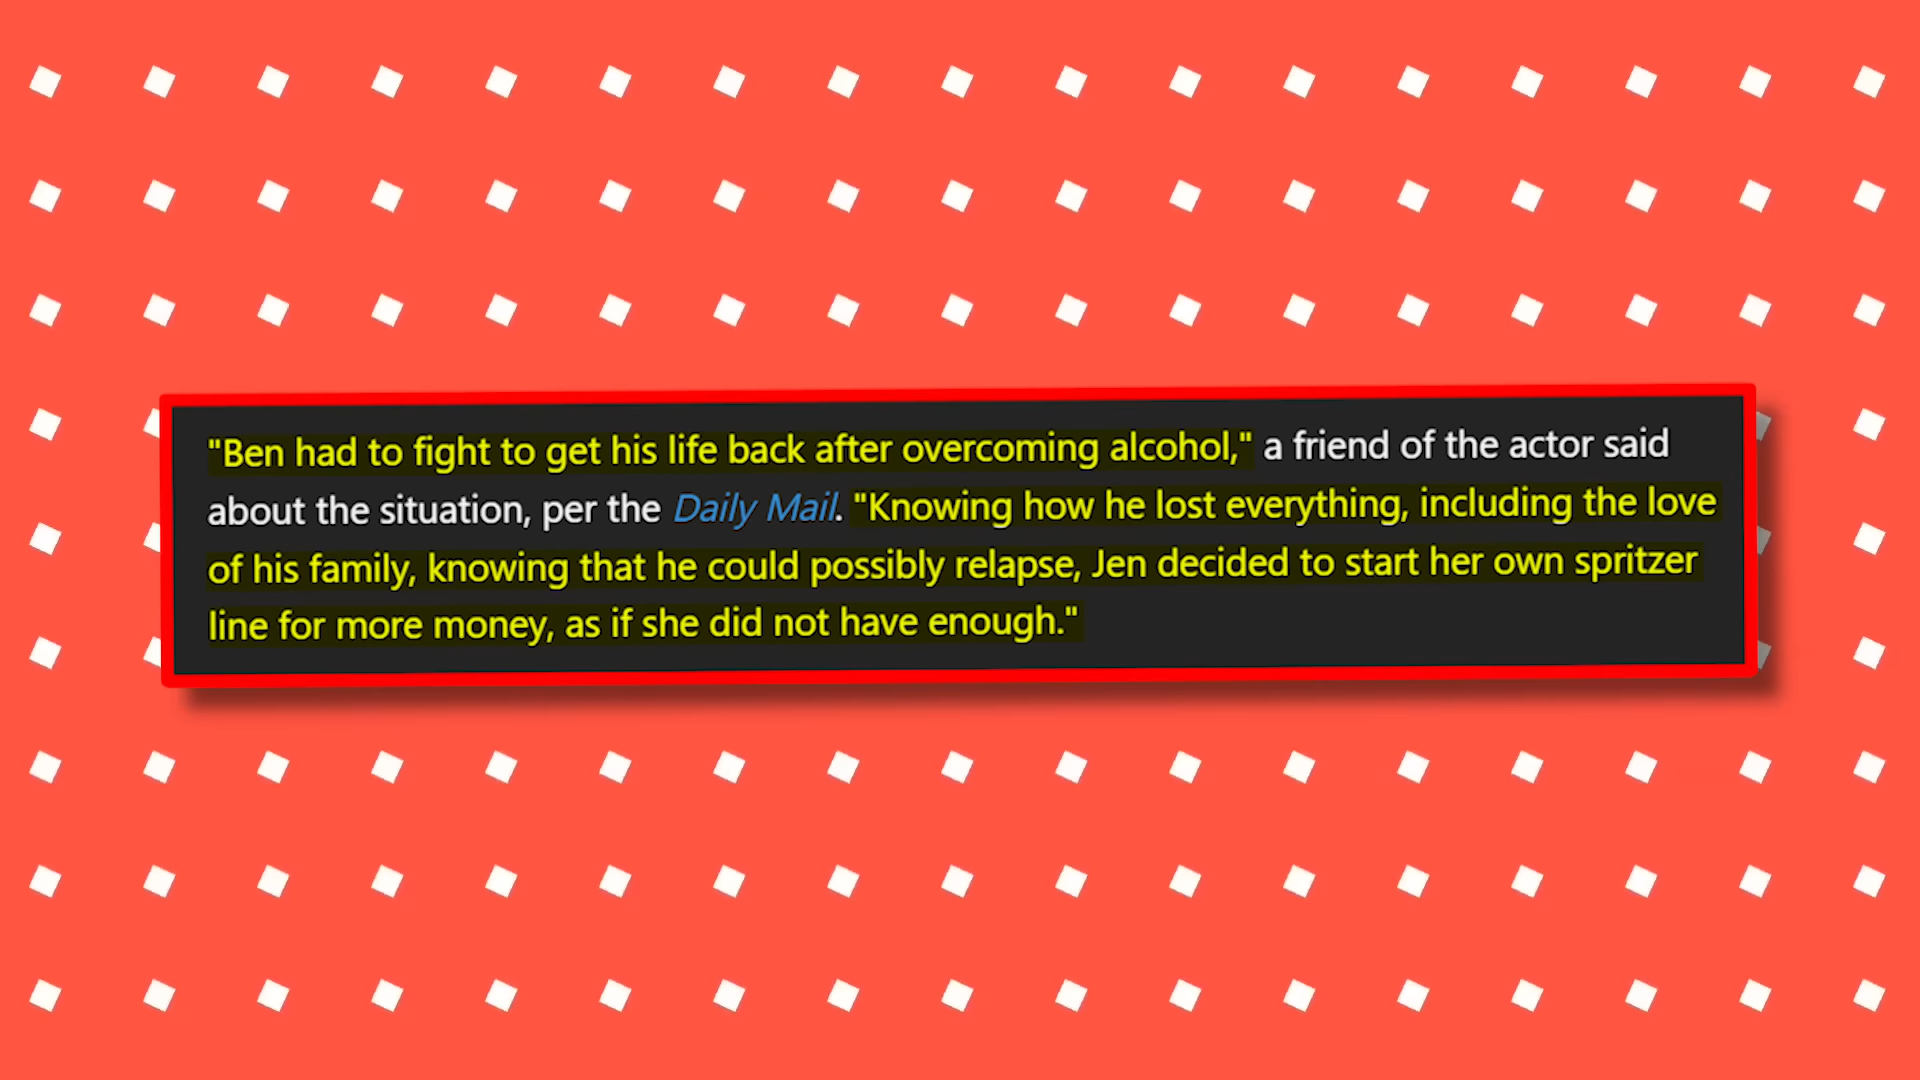 "Ben had to fight to get his life back after overcoming alcohol," a friend of the actor said
about the situation, per the Daily Mail. "Knowing how he lost everything, including the love
of his family, knowing that he could possibly relapse, Jen decided to start her own spritzer
line for more money, as if she did not have enough."